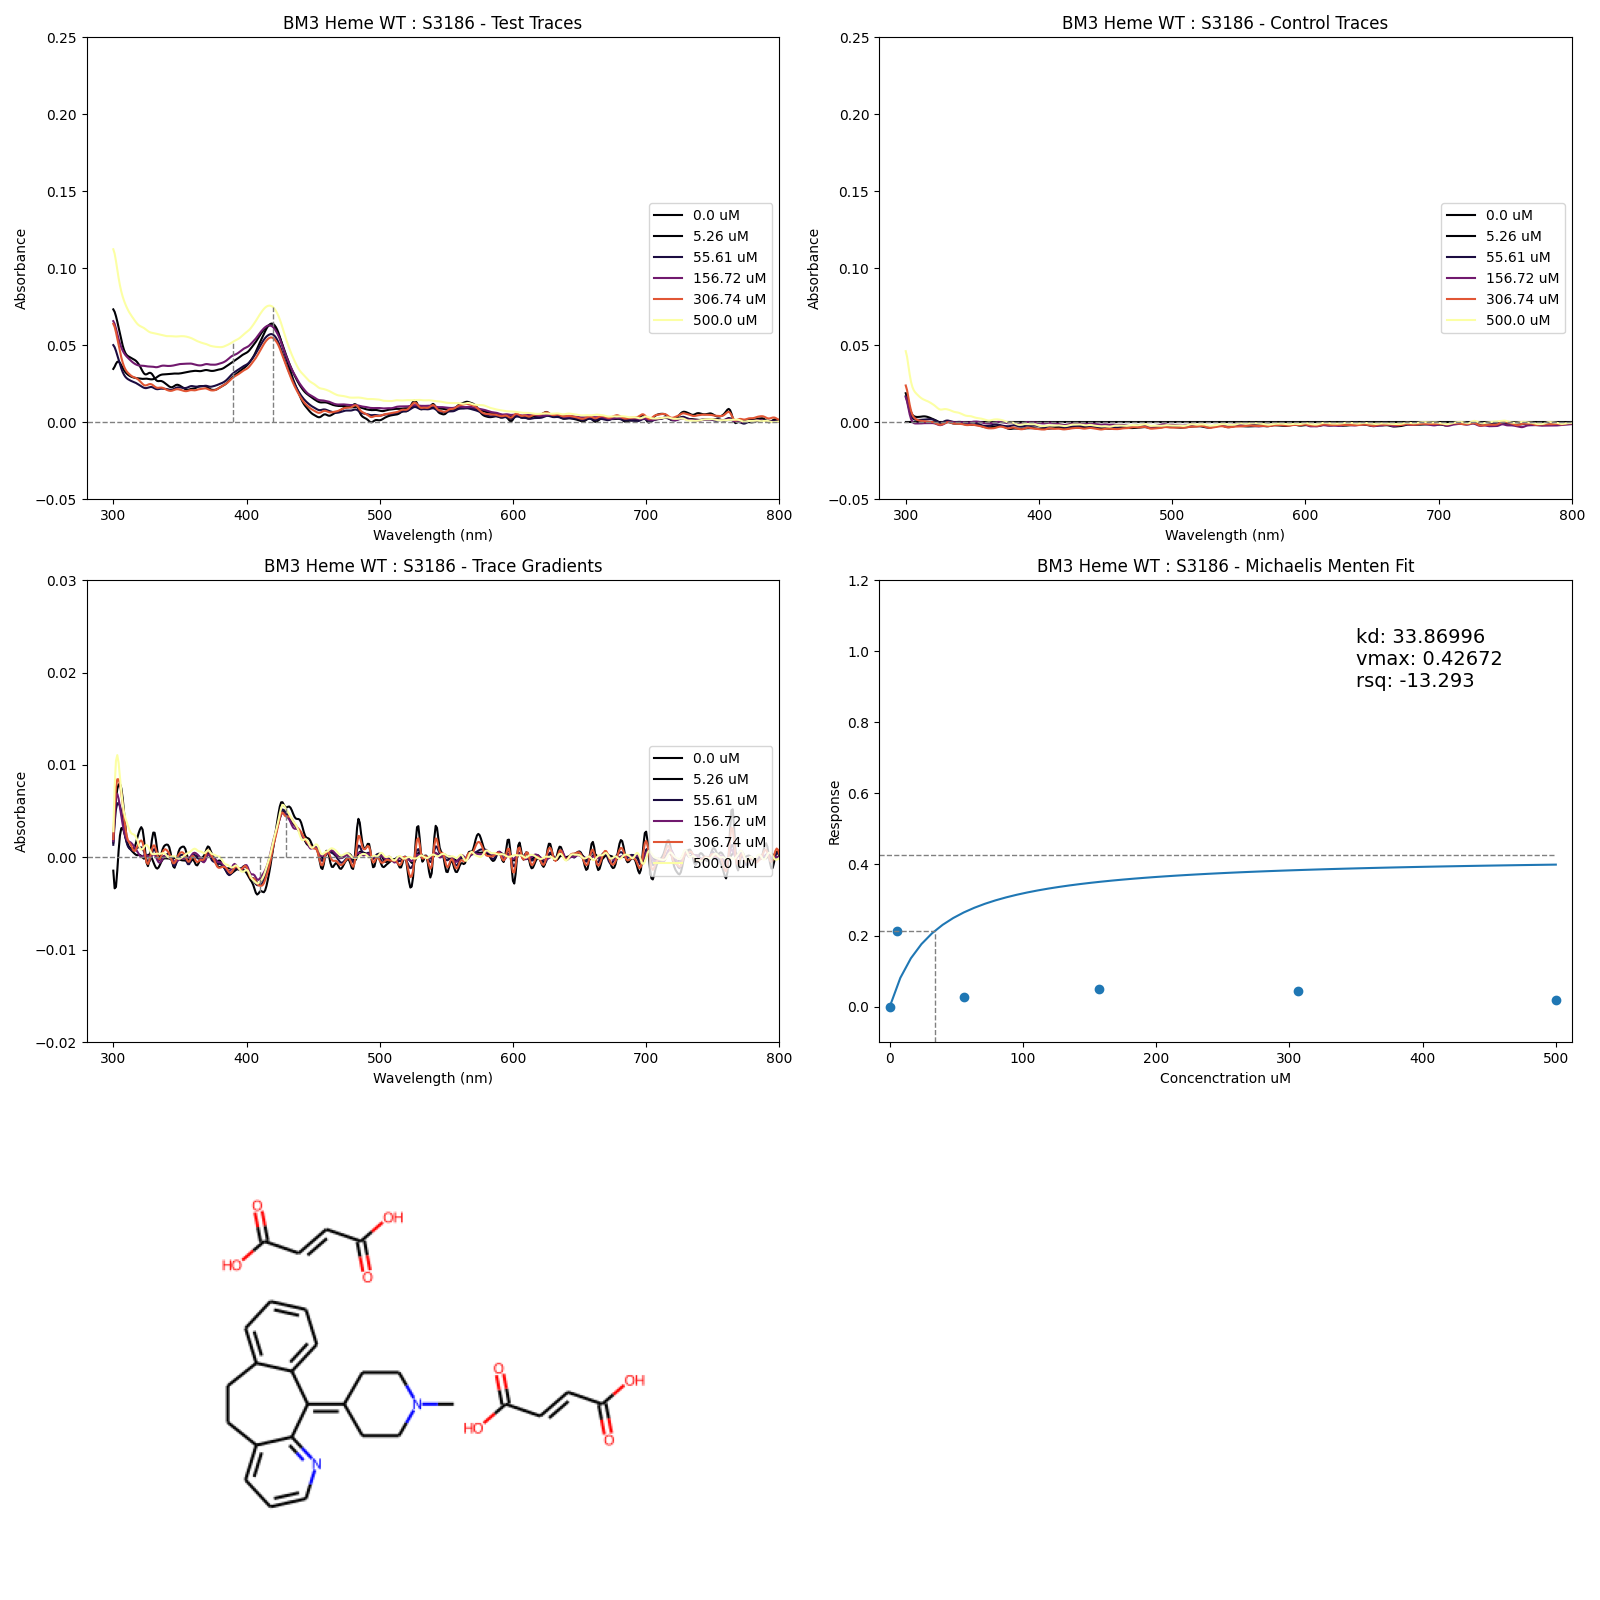 BM3 Heme WT : S3186 - Test Traces
Absorbance
0.25
0.20
0.15
0.10
0.05
0.00
−0.05
300
400
500
600
700
800
Wavelength (nm)
0.0 uM
5.26 uM
55.61 uM
156.72 uM
306.74 uM
500.0 uM
BM3 Heme WT : S3186 - Control Traces
Absorbance
0.25
0.20
0.15
0.10
0.05
0.00
−0.05
300
400
500
600
700
800
Wavelength (nm)
0.0 uM
5.26 uM
55.61 uM
156.72 uM
306.74 uM
500.0 uM
BM3 Heme WT : S3186 - Trace Gradients
Absorbance
0.03
0.02
0.01
0.00
−0.01
−0.02
300
400
500
600
700
800
Wavelength (nm)
0.0 uM
5.26 uM
55.61 uM
156.72 uM
306.74 uM
500.0 uM
BM3 Heme WT : S3186 - Michaelis Menten Fit
Response
1.2
1.0
0.8
0.6
0.4
0.2
0.0
0
100
200
300
400
500
Concenctration uM
kd: 33.86996
vmax: 0.42672
rsq: -13.293
O
OH
HO
O
O
OH
N
HO
O
N